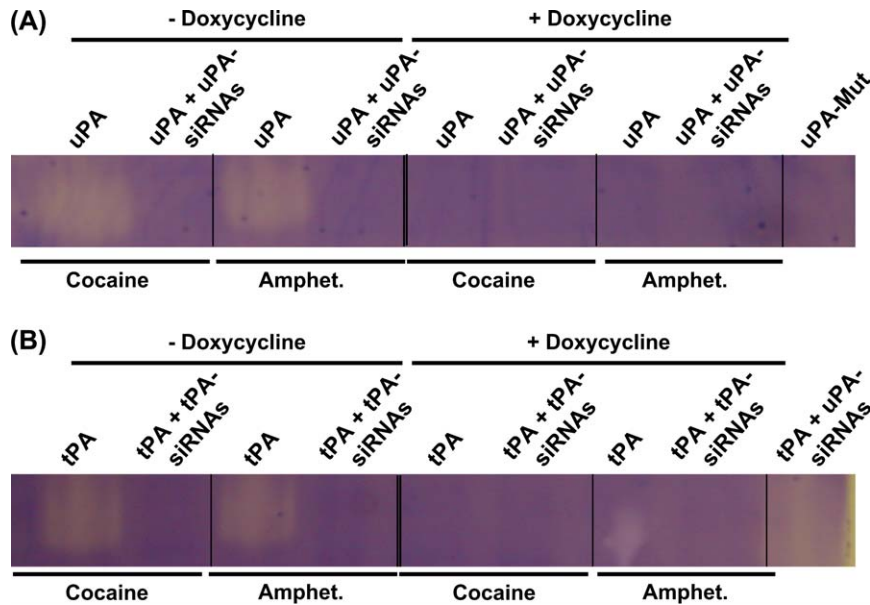 (A)
- Doxycycline + Doxycycline
uPA uPA + uPA-siRNAs uPA uPA + uPA-siRNAs uPA uPA + uPA-siRNAs uPA uPA + uPA-siRNAs uPA-Mut
Cocaine Amphet. Cocaine Amphet.
(B)
- Doxycycline + Doxycycline
tPA tPA + tPA-siRNAs tPA tPA + tPA-siRNAs tPA tPA + tPA-siRNAs tPA tPA + tPA-siRNAs tPA + uPA-siRNAs
Cocaine Amphet. Cocaine Amphet.